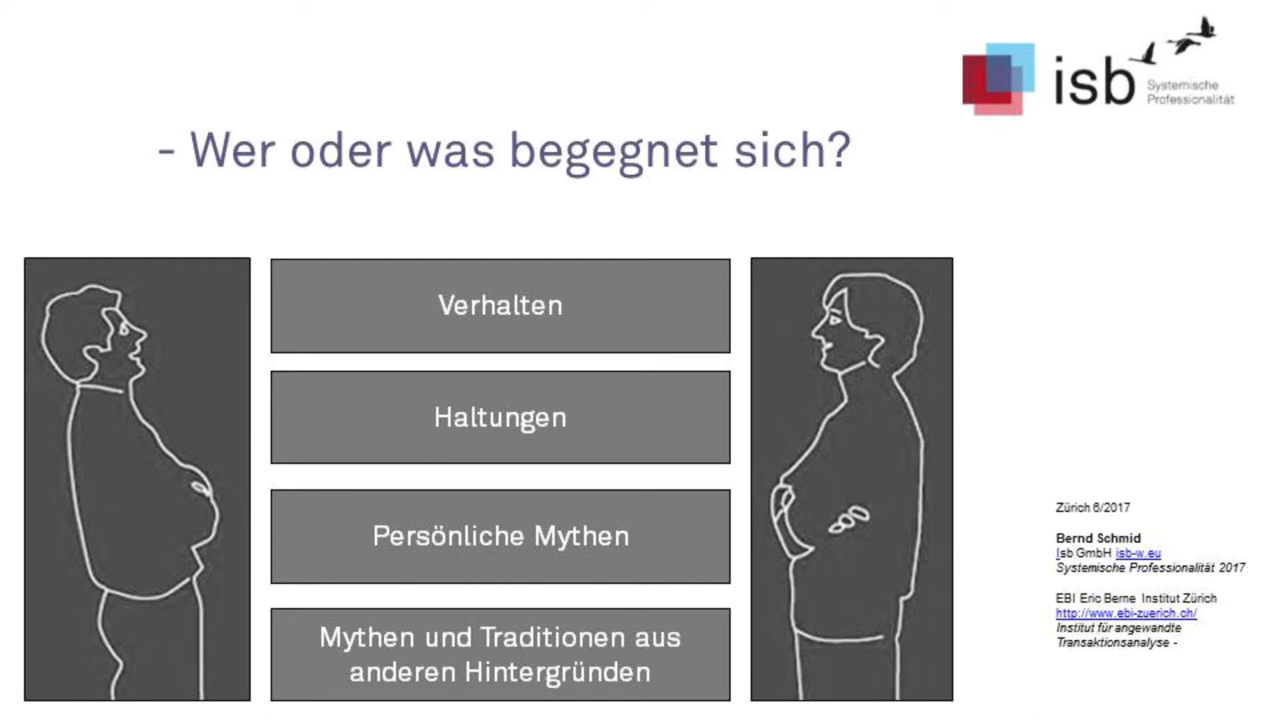 isb
Systemische
Professionalität
- Wer oder was begegnet sich?
Verhalten
Haltungen
Persönliche Mythen
Mythen und Traditionen aus
anderen Hintergründen
Zürich 6/2017
Bernd Schmid
Isb GmbH isb-w.eu
Systemische Professionalität 2017
EBI Eric Berne Institut Zürich
http://www.ebi-zuerich.ch/
Institut für angewandte
Transaktionsanalyse -